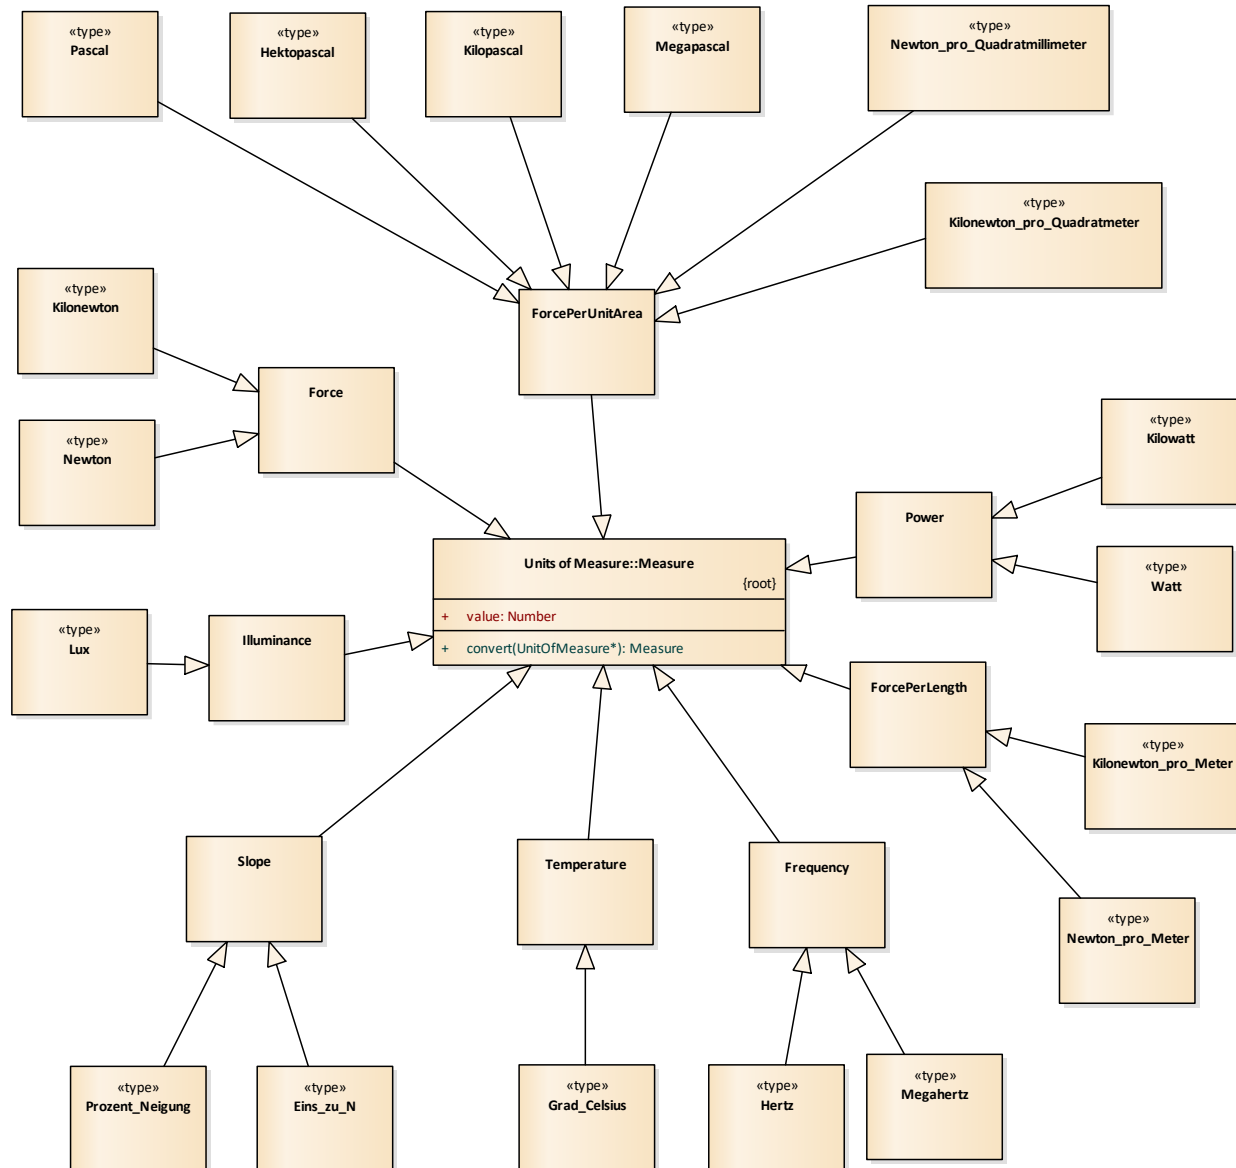 «type»
Pascal
«type»
Hektopascal
«type»
Kilopascal
«type»
Megapascal
«type»
Newton_pro_Quadratmillimeter
«type»
Kilonewton_pro_Quadratmeter
«type»
Kilonewton
ForcePerUnitArea
Force
«type»
Newton
«type»
Kilowatt
Power
«type»
Watt
Units of Measure::Measure
{root}
+ value: Number
+ convert(UnitOfMeasure*): Measure
«type»
Lux
Illuminance
ForcePerLength
«type»
Kilonewton_pro_Meter
Slope
Temperature
Frequency
«type»
Newton_pro_Meter
«type»
Prozent_Neigung
«type»
Eins_zu_N
«type»
Grad_Celsius
«type»
Hertz
«type»
Megahertz